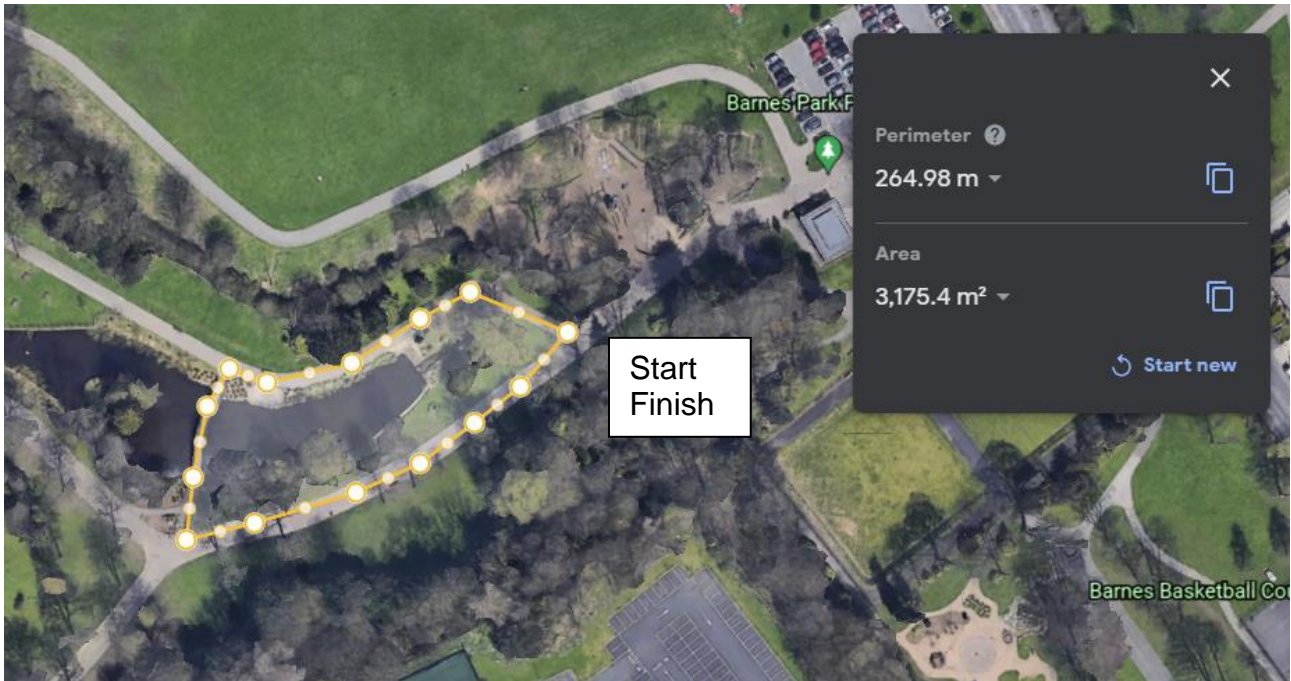 Barnes Park F
Perimeter
264.98 m
Area
3,175.4 m²
Start new
Start
Finish
Barnes Basketball Cou